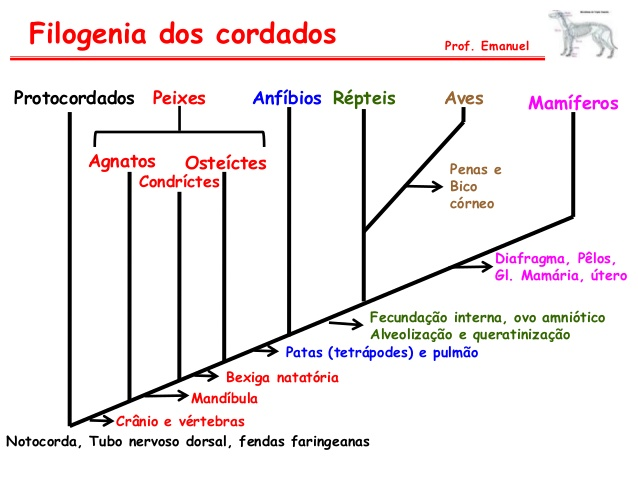 Filogenia dos cordados
Prof. Emanuel
Protocordados Peixes Anfíbios Répteis Aves Mamíferos
Agnatos Osteíctes
Condríctes
Penas e
Bico
córneo
Diafragma, Pêlos,
Gl. Mamária, útero
Fecundação interna, ovo amniótico
Alveolização e queratinização
Patas (tetrápodes) e pulmão
Bexiga natatória
Mandíbula
Crânio e vértebras
Notocorda, Tubo nervoso dorsal, fendas faringeanas